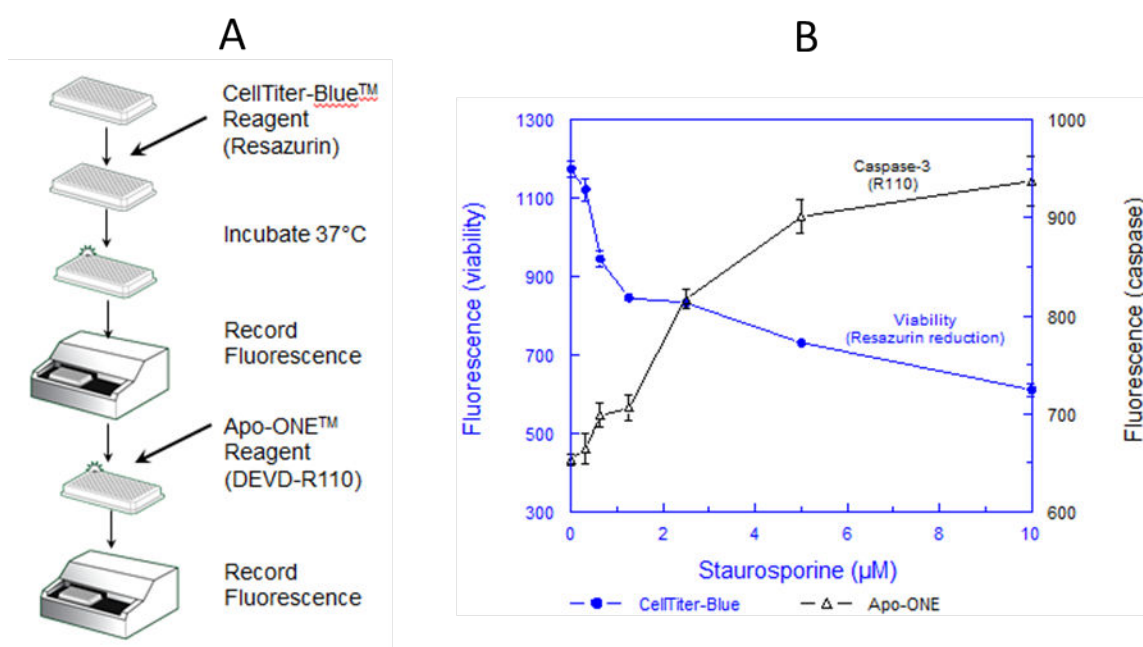 A
CellTiter-Blue™
Reagent
(Resazurin)
Incubate 37°C
Record
Fluorescence
Apo-ONE™
Reagent
(DEVD-R110)
Record
Fluorescence
B
1300
1100
900
700
500
300
Fluorescence (viability)
1000
900
800
700
600
Fluorescence (caspase)
Caspase-3
(R110)
Viability
(Resazurin reduction)
0 2 4 6 8 10
Staurosporine (µM)
CellTiter-Blue
Apo-ONE